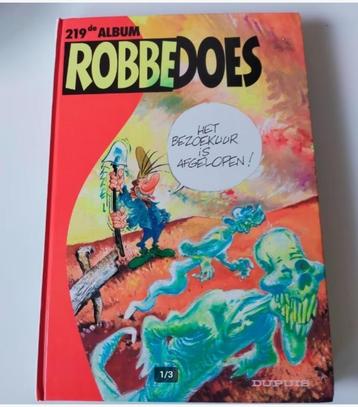 219de ALBUM
ROBBEDOES
HET
BEZOEKUUR
IS
AFGELOPEN!
1/3
DUPUIS